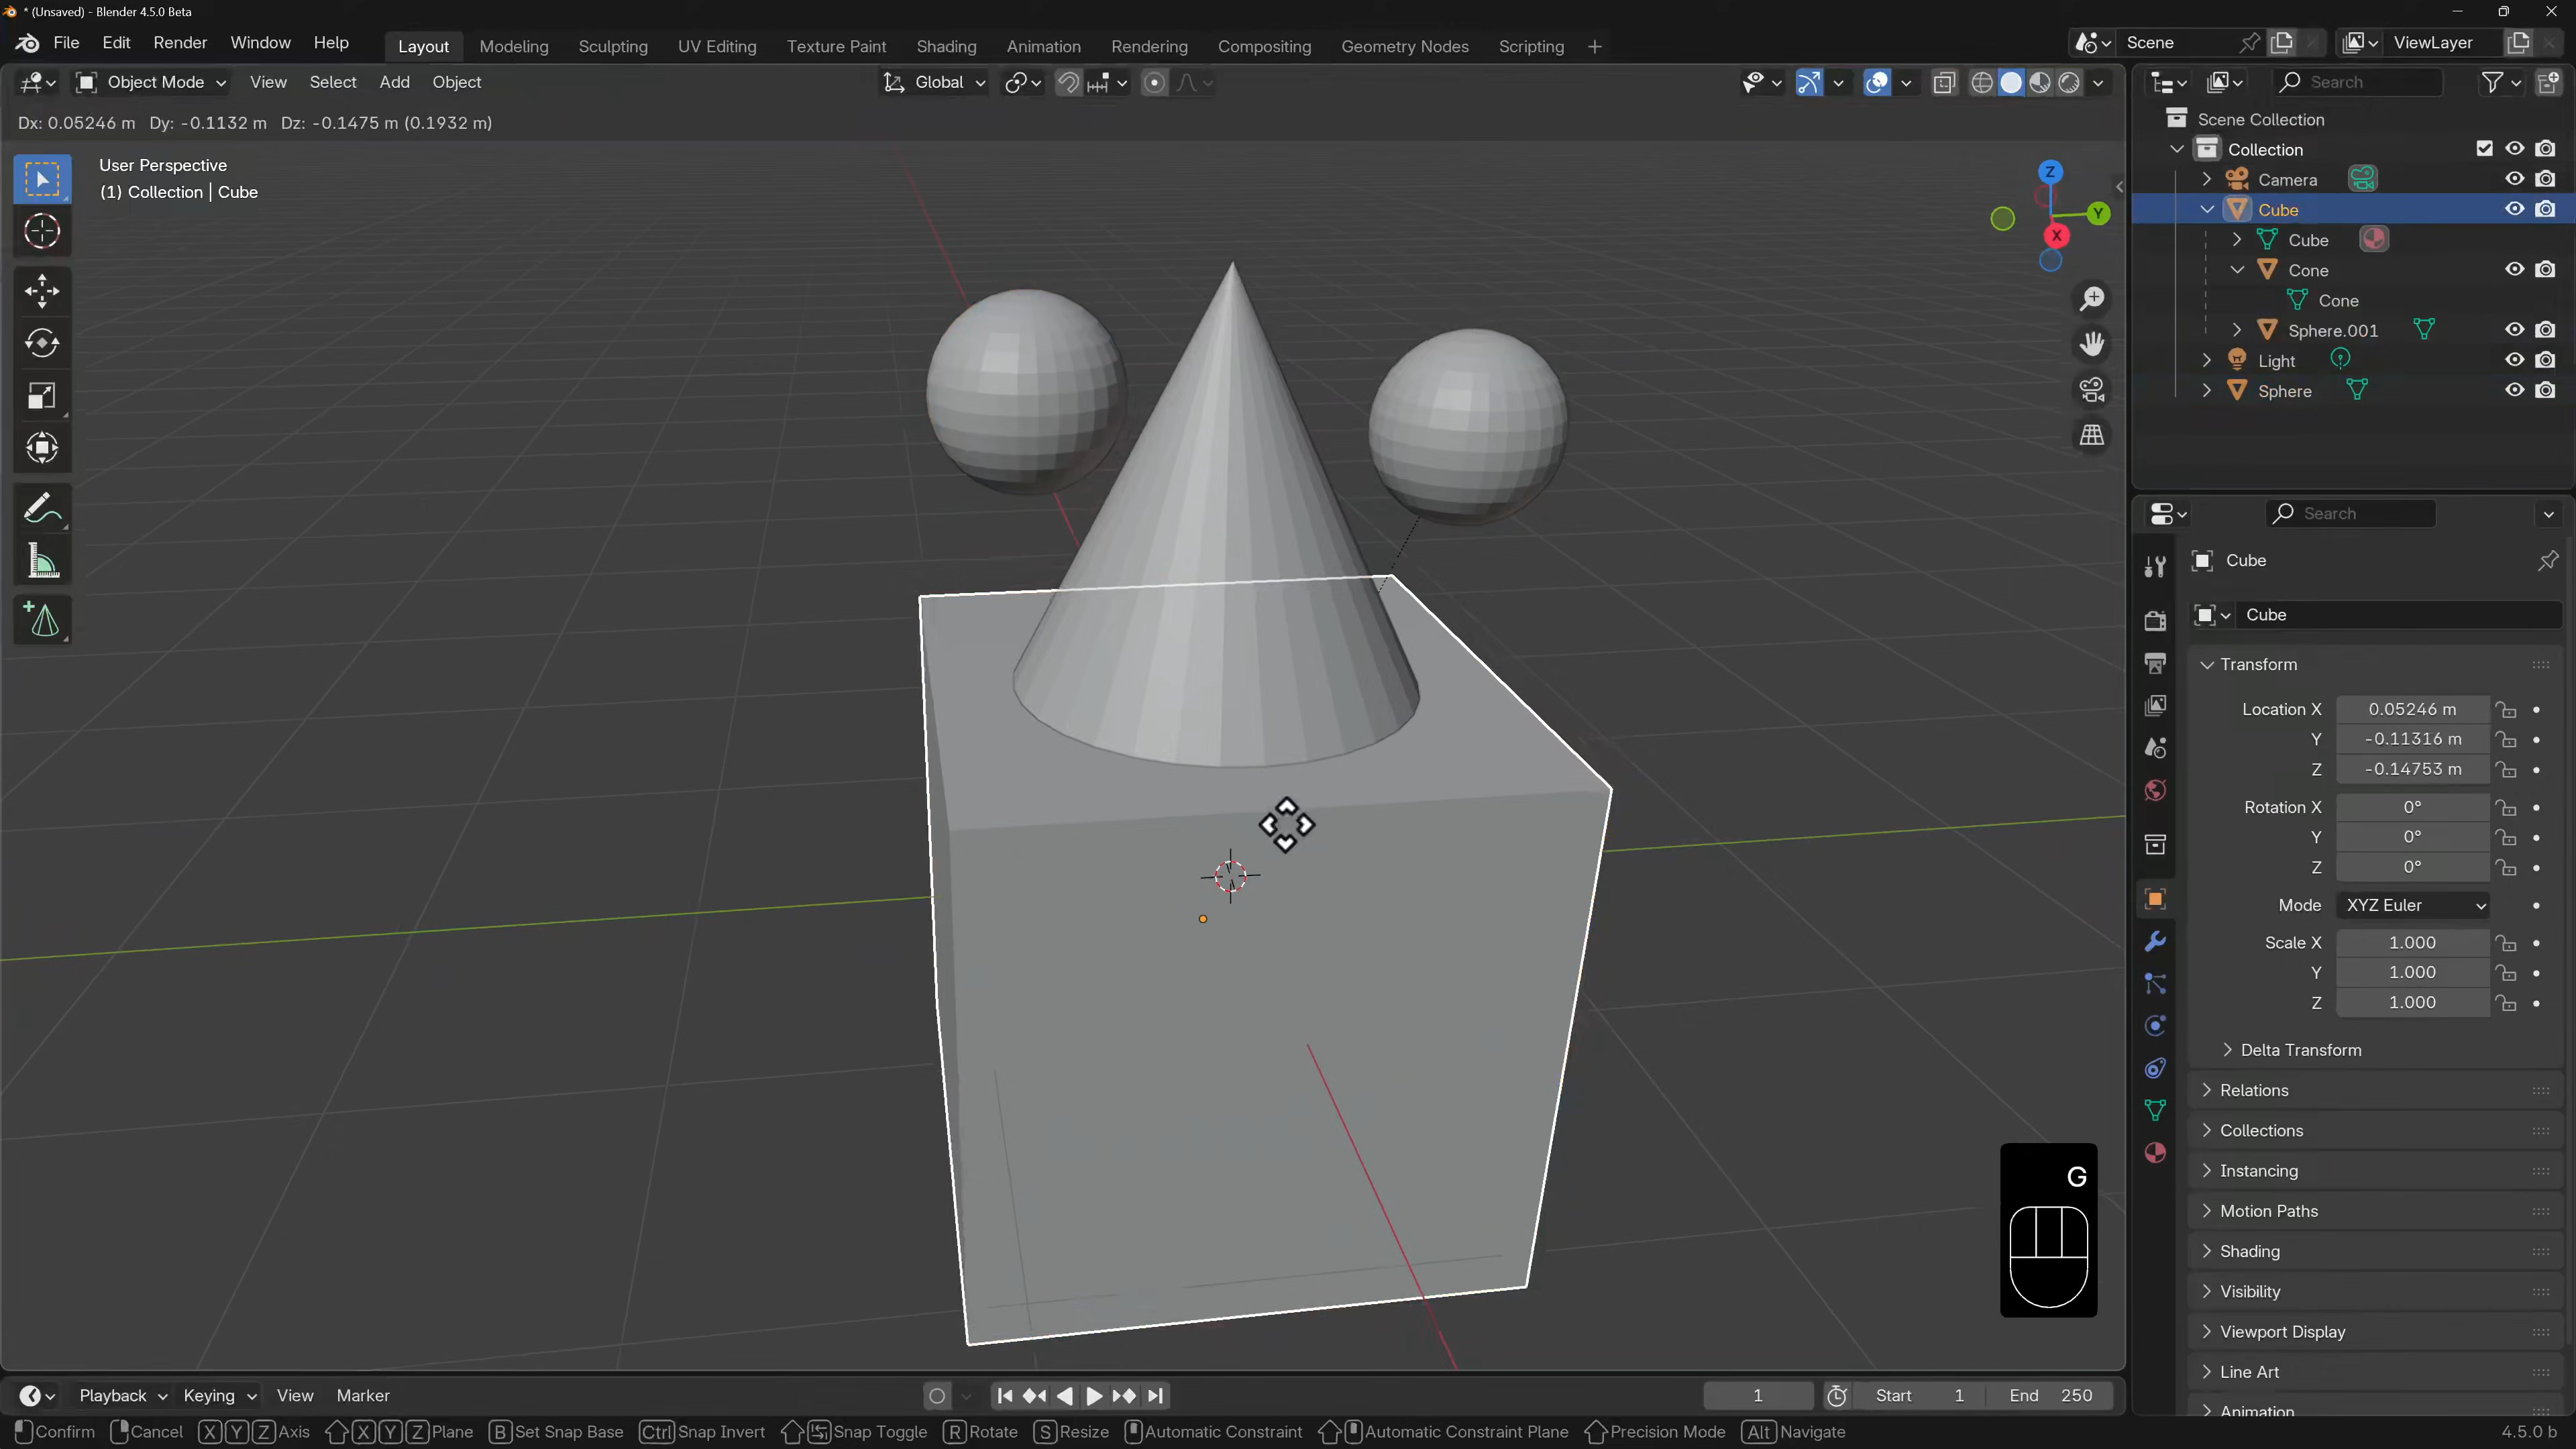 * (Unsaved) - Blender 4.5.0 Beta
File Edit Render Window Help Layout Modeling Sculpting UV Editing Texture Paint Shading Animation Rendering Compositing Geometry Nodes Scripting + Scene ViewLayer
Object Mode View Select Add Object Global Search
Dx: 0.05246 m Dy: -0.1132 m Dz: -0.1475 m (0.1932 m)
User Perspective
(1) Collection | Cube
Z
Y
X
Scene Collection
Collection
Camera
Cube
Cube
Cone
Cone
Sphere.001
Light
Sphere
Search
Cube
Cube
Transform
Location X 0.05246 m
Y -0.11316 m
Z -0.14753 m
Rotation X 0°
Y 0°
Z 0°
Mode XYZ Euler
Scale X 1.000
Y 1.000
Z 1.000
Delta Transform
Relations
Collections
Instancing
Motion Paths
Shading
Visibility
Viewport Display
Line Art
Animation
G
Playback Keying View Marker 1 Start 1 End 250
Confirm Cancel X Y Z Axis X Y Z Plane B Set Snap Base Ctrl Snap Invert Snap Toggle R Rotate S Resize Automatic Constraint Automatic Constraint Plane Precision Mode Alt Navigate 4.5.0 b